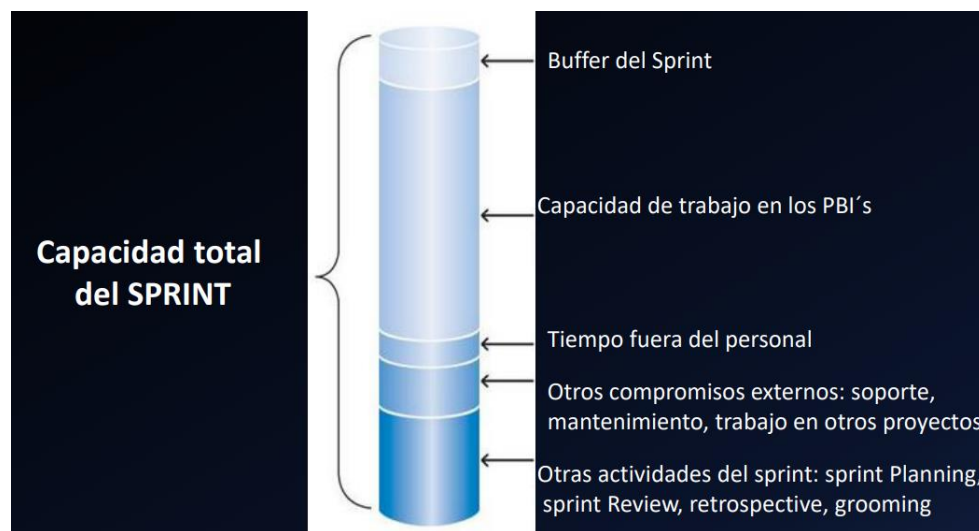 Capacidad total
del SPRINT
Buffer del Sprint
Capacidad de trabajo en los PBI´s
Tiempo fuera del personal
Otros compromisos externos: soporte,
mantenimiento, trabajo en otros proyectos
Otras actividades del sprint: sprint Planning,
sprint Review, retrospective, grooming